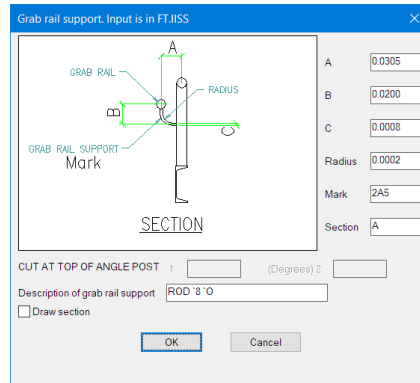 Grab rail support. Input is in FT.IISS
A
GRAB RAIL
RADIUS
B
C
GRAB RAIL SUPPORT
Mark
SECTION
A 0.0305
B 0.0200
C 0.0008
Radius 0.0002
Mark 2A5
Section A
CUT AT TOP OF ANGLE POST 1 (Degrees) 2
Description of grab rail support ROD `8 `O
Draw section
OK Cancel